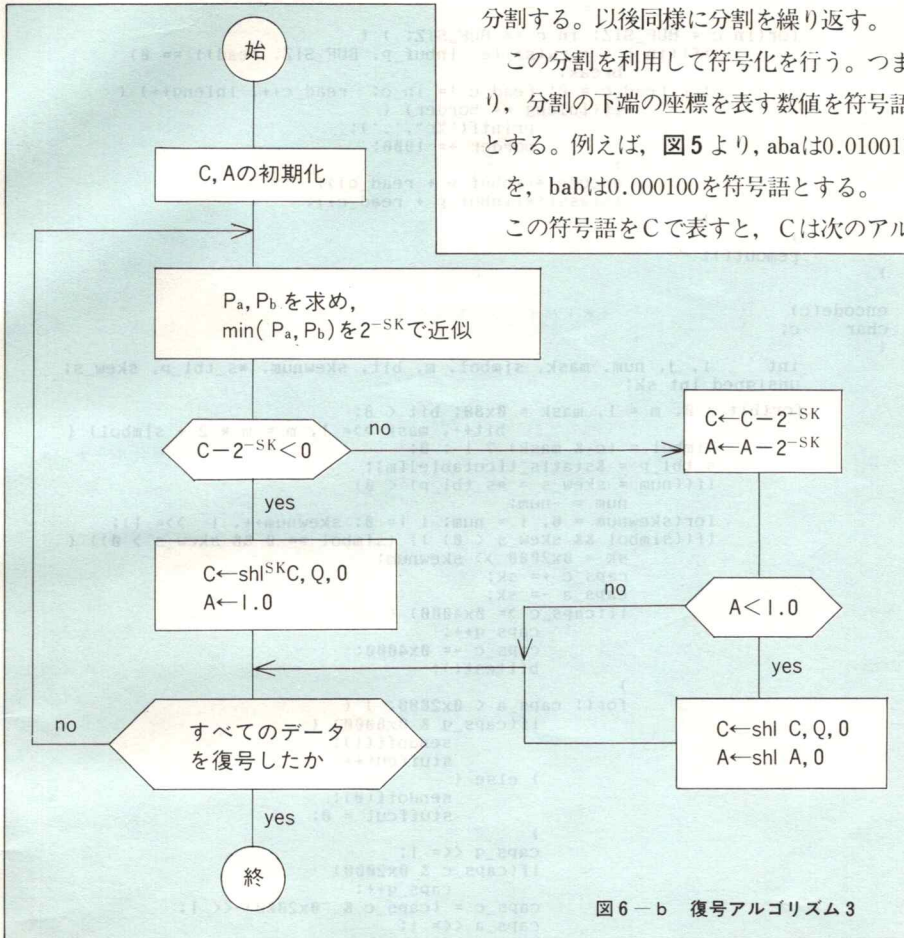 分割する。以後同様に分割を繰り返す。
この分割を利用して符号化を行う。つま
り，分割の下端の座標を表す数値を符号語
とする。例えば，図5より，abaは0.01001
を，babは0.000100を符号語とする。
この符号語をCで表すと，Cは次のアル
始
C,Aの初期化
Pa,Pbを求め,
min(Pa,Pb)を2⁻ˢᴷで近似
C－2⁻ˢᴷ＜0
no
yes
C←C－2⁻ˢᴷ
A←A－2⁻ˢᴷ
C←shlˢᴷC,Q,0
A←1.0
A＜1.0
no
yes
C←shl C,Q,0
A←shl A,0
すべてのデータ
を復号したか
no
yes
終
図6－b 復号アルゴリズム3